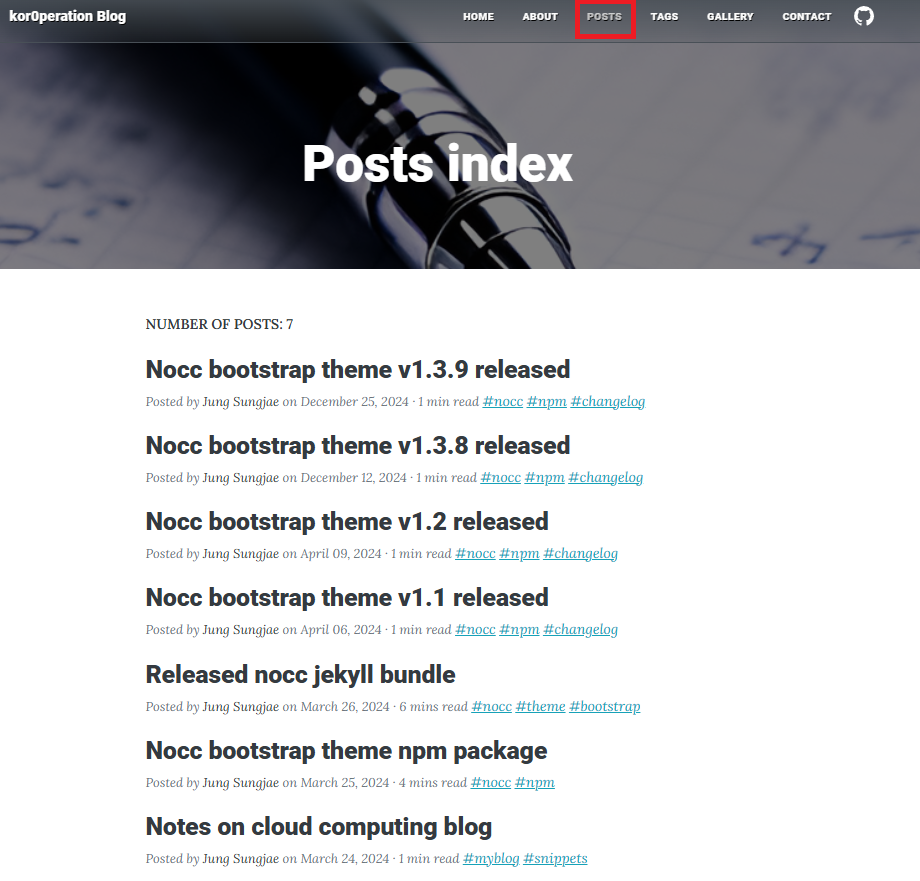 kor0peration Blog
HOME ABOUT POSTS TAGS GALLERY CONTACT
Posts index
NUMBER OF POSTS: 7
Nocc bootstrap theme v1.3.9 released
Posted by Jung Sungjae on December 25, 2024 · 1 min read #nocc #npm #changelog
Nocc bootstrap theme v1.3.8 released
Posted by Jung Sungjae on December 12, 2024 · 1 min read #nocc #npm #changelog
Nocc bootstrap theme v1.2 released
Posted by Jung Sungjae on April 09, 2024 · 1 min read #nocc #npm #changelog
Nocc bootstrap theme v1.1 released
Posted by Jung Sungjae on April 06, 2024 · 1 min read #nocc #npm #changelog
Released nocc jekyll bundle
Posted by Jung Sungjae on March 26, 2024 · 6 mins read #nocc #theme #bootstrap
Nocc bootstrap theme npm package
Posted by Jung Sungjae on March 25, 2024 · 4 mins read #nocc #npm
Notes on cloud computing blog
Posted by Jung Sungjae on March 24, 2024 · 1 min read #myblog #snippets